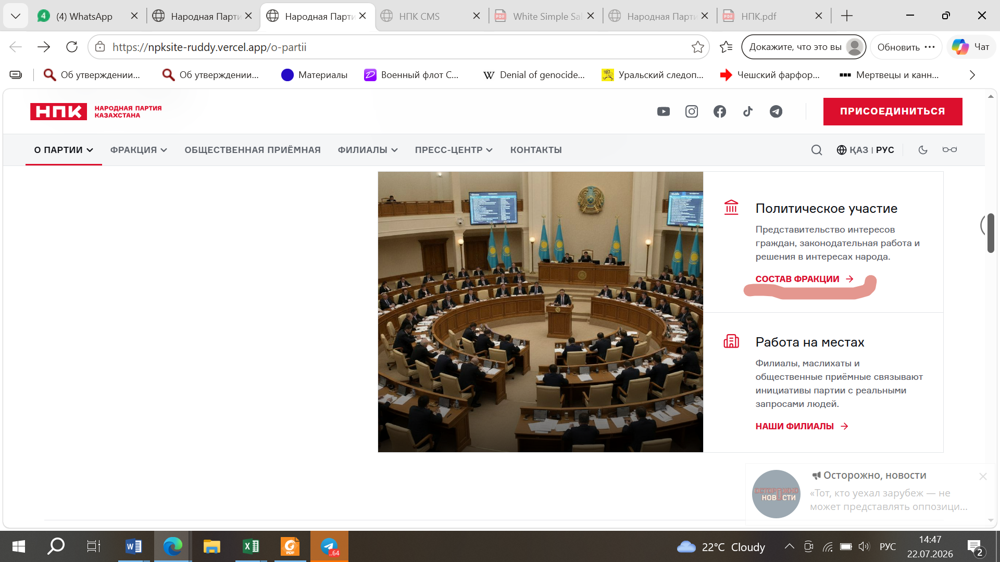 4
(4) WhatsApp
Народная Парти
Народная Парти
НПК CMS
White Simple Sal
Народная Парти
НПК.pdf
https://npksite-ruddy.vercel.app/o-partii
Докажите, что это вы
Обновить
Чат
Об утверждении...
Об утверждении...
Материалы
Военный флот С...
Denial of genocide...
Уральский следоп...
Чешский фарфор...
Мертвецы и канн...
НПК
НАРОДНАЯ ПАРТИЯ
КАЗАХСТАНА
ПРИСОЕДИНИТЬСЯ
О ПАРТИИ
ФРАКЦИЯ
ОБЩЕСТВЕННАЯ ПРИЁМНАЯ
ФИЛИАЛЫ
ПРЕСС-ЦЕНТР
КОНТАКТЫ
ҚАЗ | РУС
Политическое участие
Представительство интересов
граждан, законодательная работа и
решения в интересах народа.
СОСТАВ ФРАКЦИИ
Работа на местах
Филиалы, маслихаты и
общественные приёмные связывают
инициативы партии с реальными
запросами людей.
НАШИ ФИЛИАЛЫ
Осторожно, новости
«Тот, кто уехал зарубеж — не
может представлять оппозици...
ОСТОРОЖНО
НОВОСТИ
22°C Cloudy
РУС
14:47
22.07.2026
2
..64
PDF